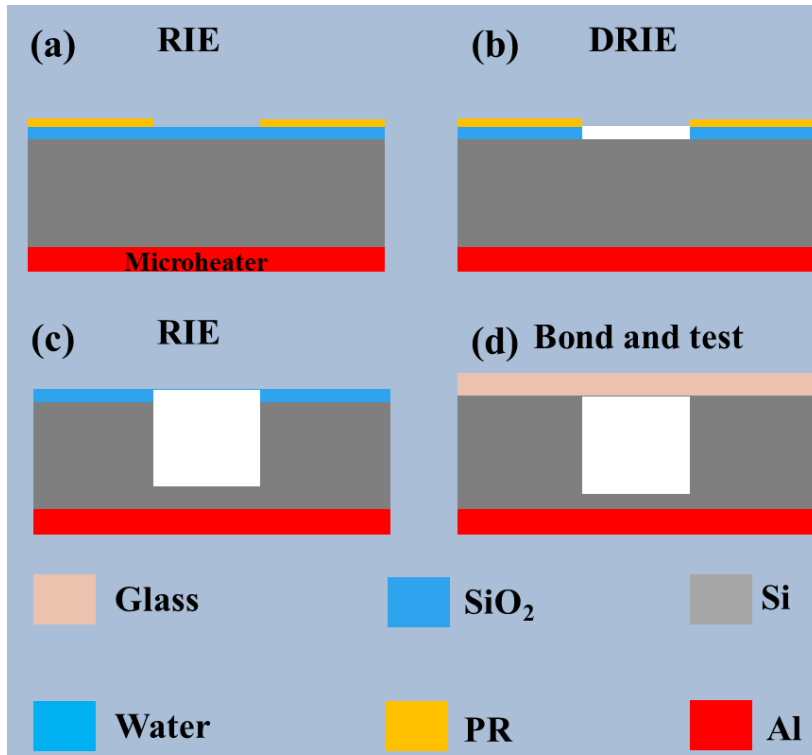 (a) RIE
(b) DRIE
Microheater
(c) RIE
(d) Bond and test
Glass
SiO₂
Si
Water
PR
Al